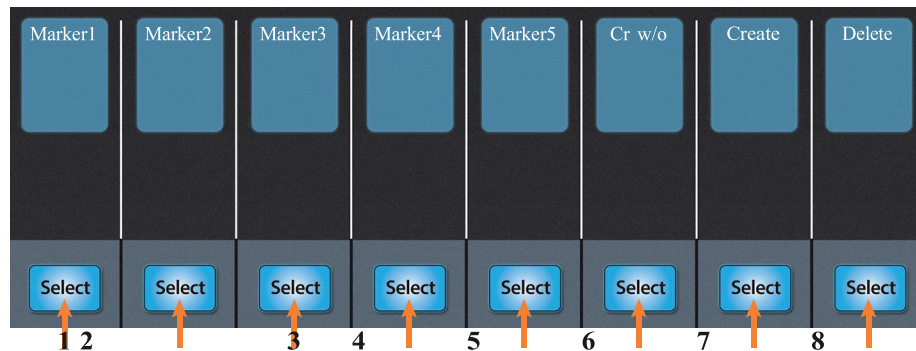 Marker1 Marker2 Marker3 Marker4 Marker5 Cr w/o Create Delete
Select Select Select Select Select Select Select Select
1 2 3 4 5 6 7 8